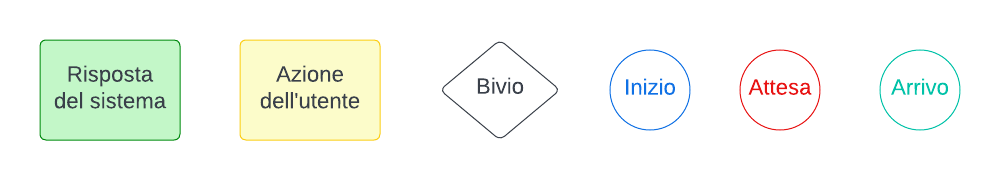 Risposta
del sistema
Azione
dell'utente
Bivio
Inizio
Attesa
Arrivo